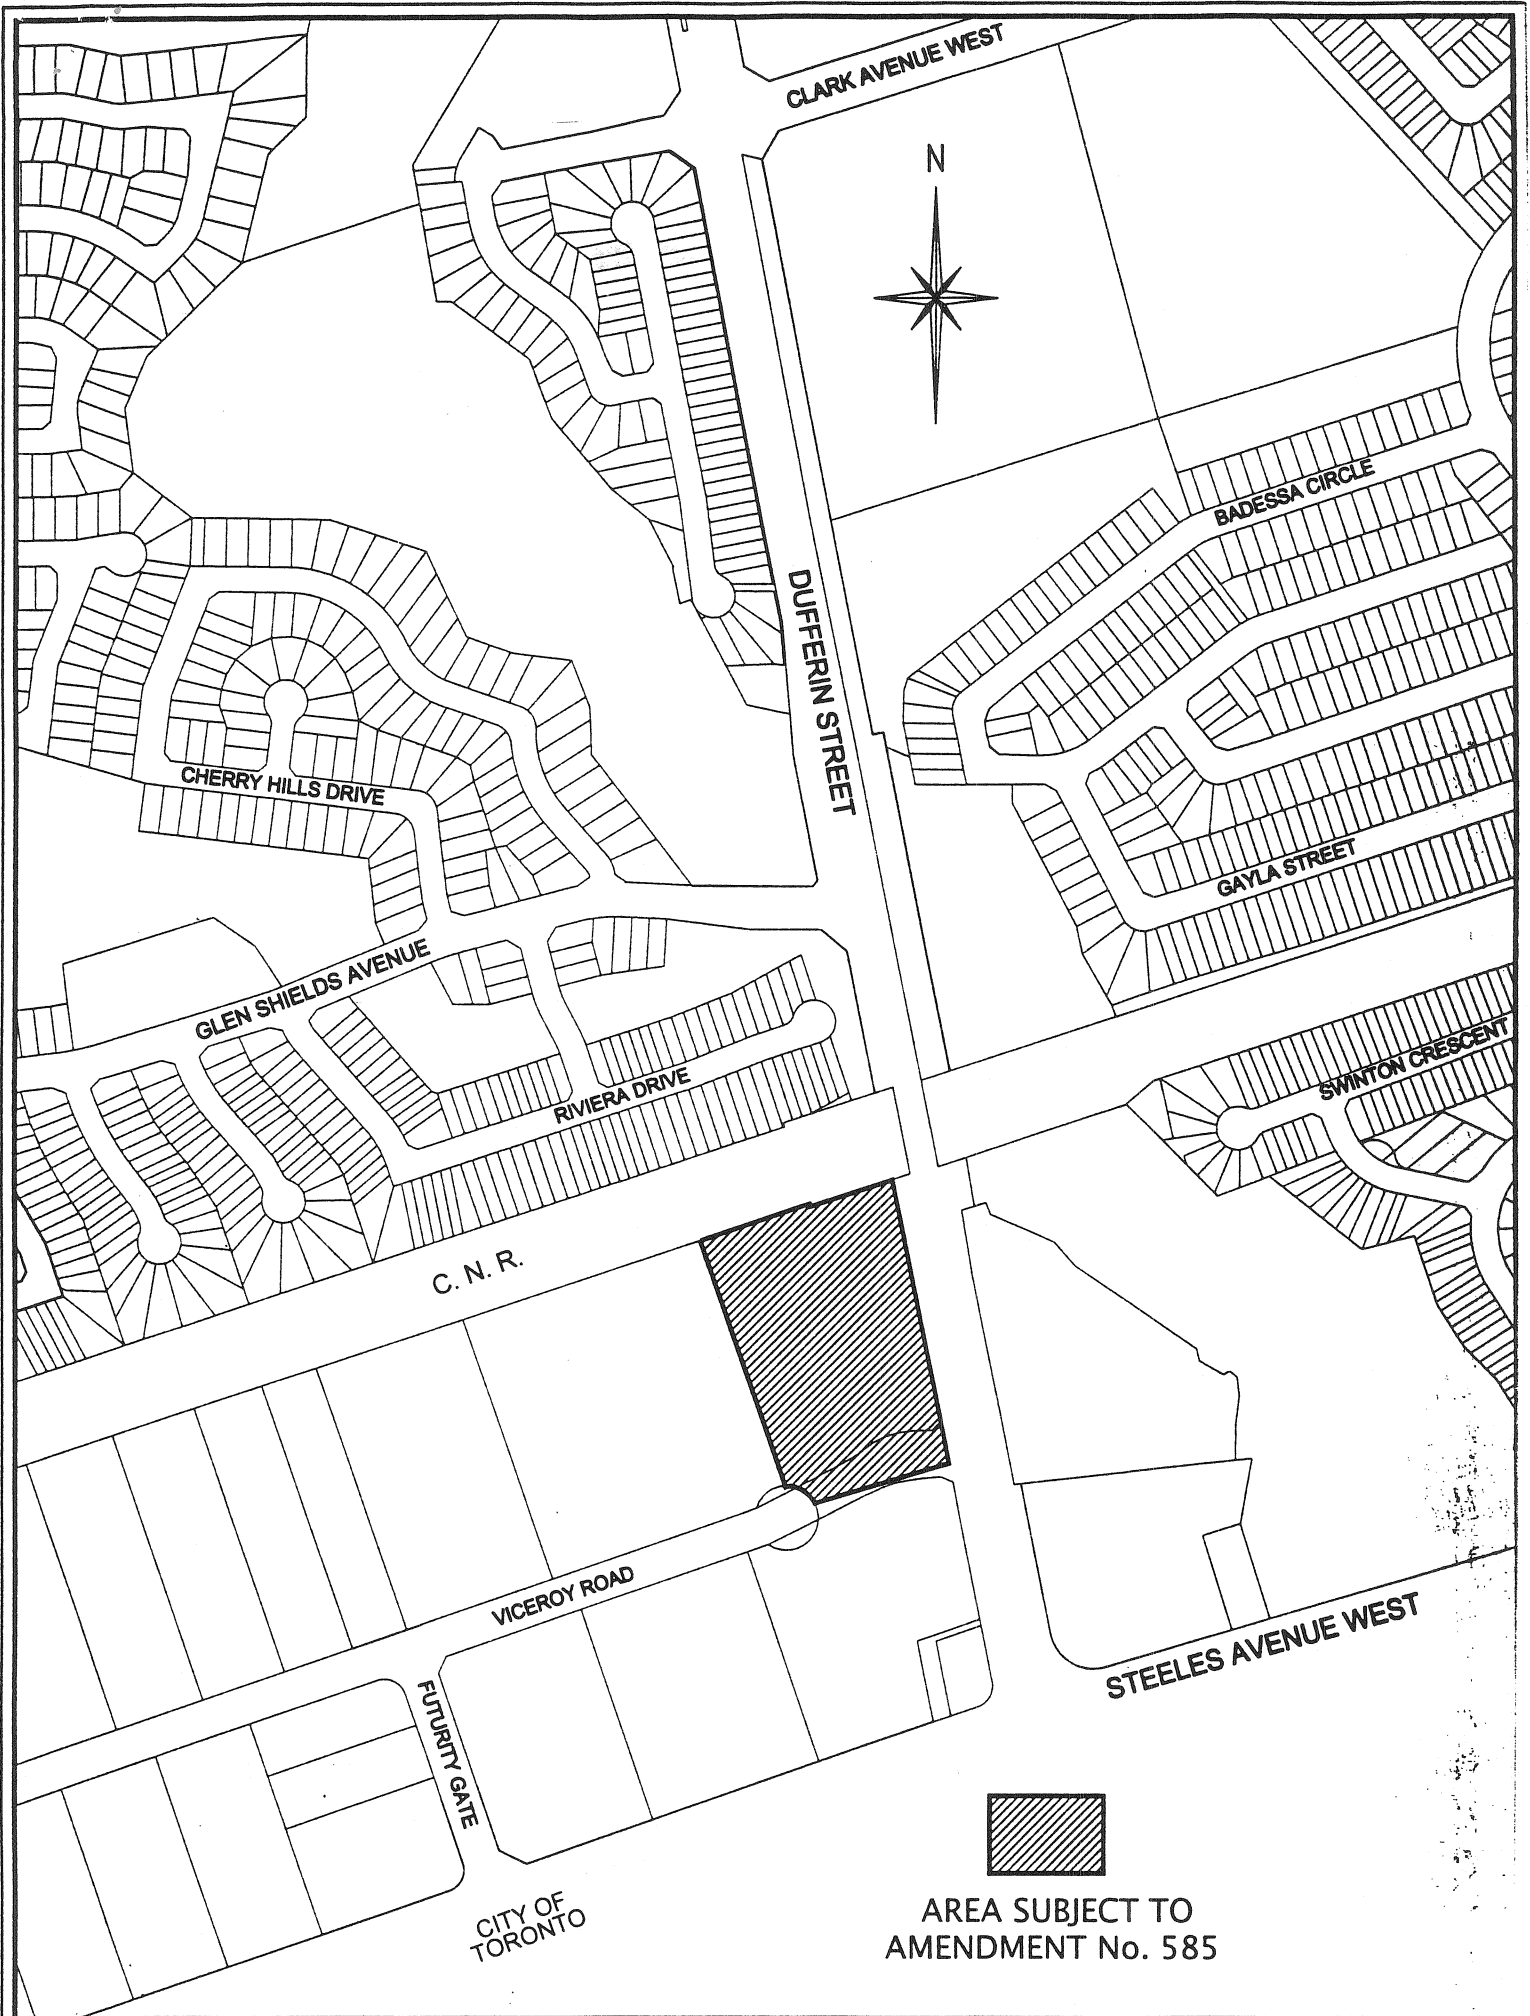 CLARK AVENUE WEST
N
BADESSA CIRCLE
DUFFERIN STREET
CHERRY HILLS DRIVE
GAYLA STREET
GLEN SHIELDS AVENUE
SWINTON CRESCENT
RIVIERA DRIVE
C. N. R.
VICEROY ROAD
STEELES AVENUE WEST
FUTURITY GATE
CITY OF
TORONTO
AREA SUBJECT TO
AMENDMENT No. 585